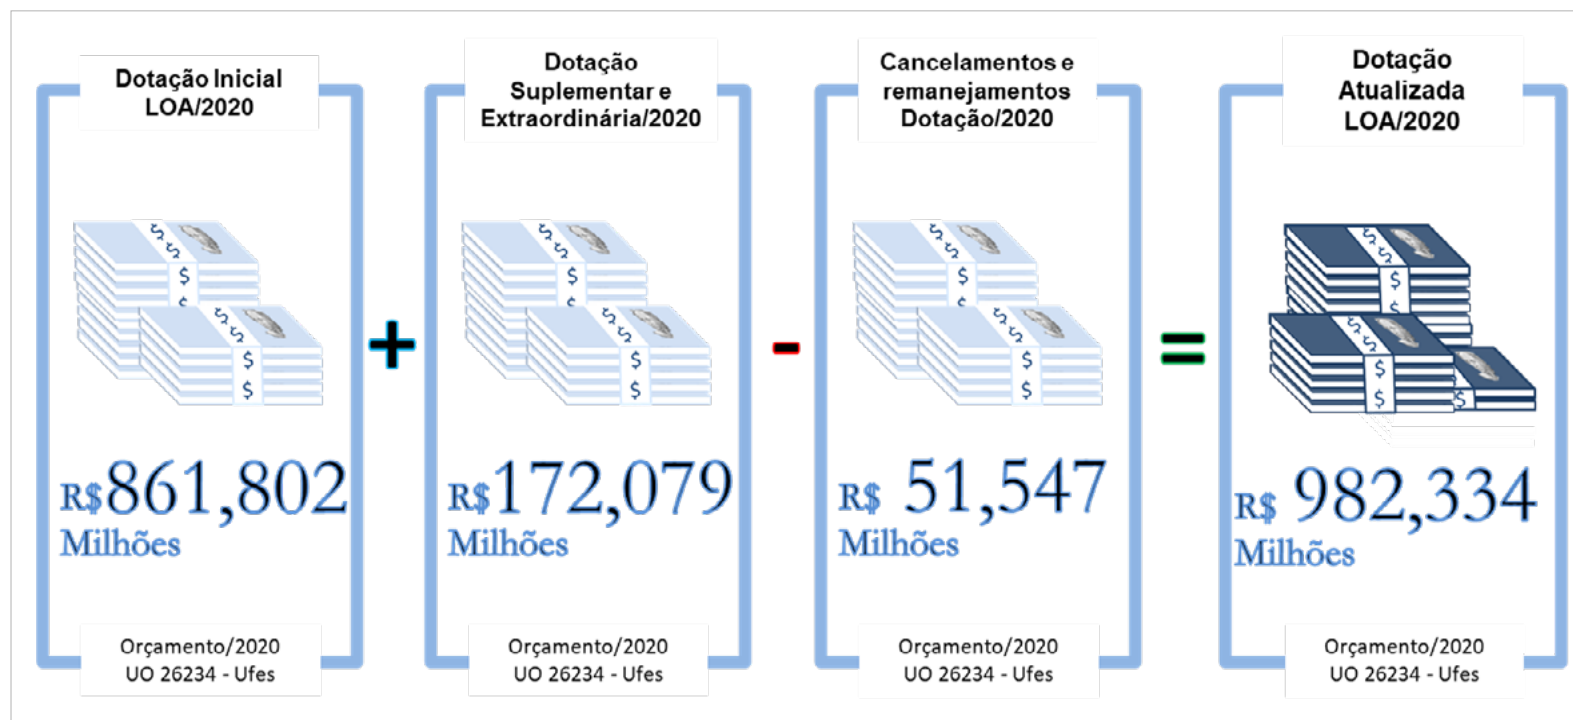 Dotação Inicial
LOA/2020
R$861,802
Milhões
Orçamento/2020
UO 26234 - Ufes
+
Dotação
Suplementar e
Extraordinária/2020
R$172,079
Milhões
Orçamento/2020
UO 26234 - Ufes
-
Cancelamentos e
remanejamentos
Dotação/2020
R$ 51,547
Milhões
Orçamento/2020
UO 26234 - Ufes
=
Dotação
Atualizada
LOA/2020
R$ 982,334
Milhões
Orçamento/2020
UO 26234 - Ufes